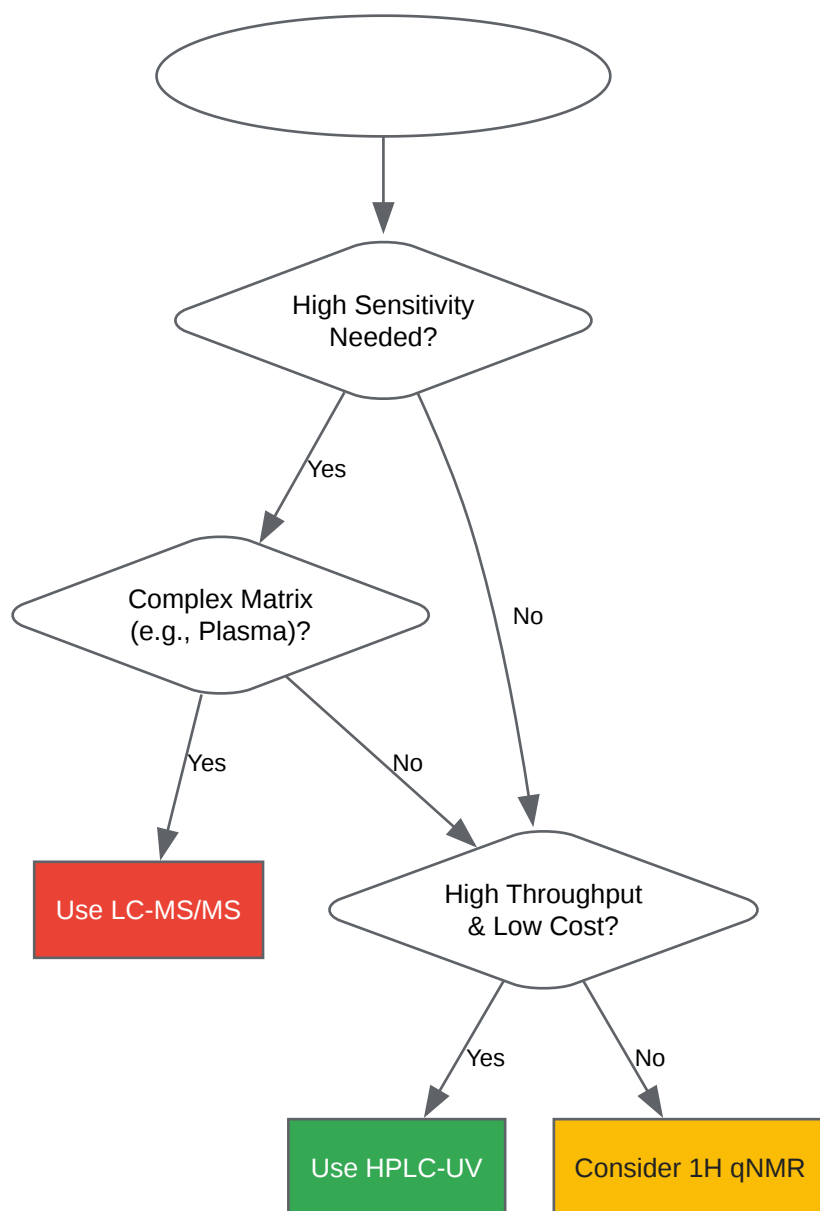 High Sensitivity
Needed?
Yes
No
Complex Matrix
(e.g., Plasma)?
Yes
No
Use LC-MS/MS
High Throughput
& Low Cost?
Yes
No
Use HPLC-UV
Consider 1H qNMR